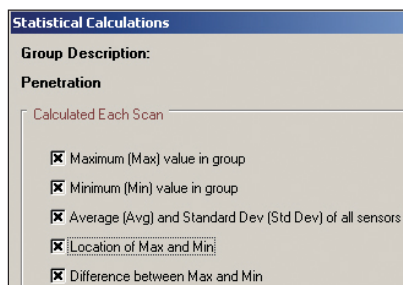 Statistical Calculations
Group Description:
Penetration
Calculated Each Scan
Maximum (Max) value in group
Minimum (Min) value in group
Average (Avg) and Standard Dev (Std Dev) of all sensors
Location of Max and Min
Difference between Max and Min